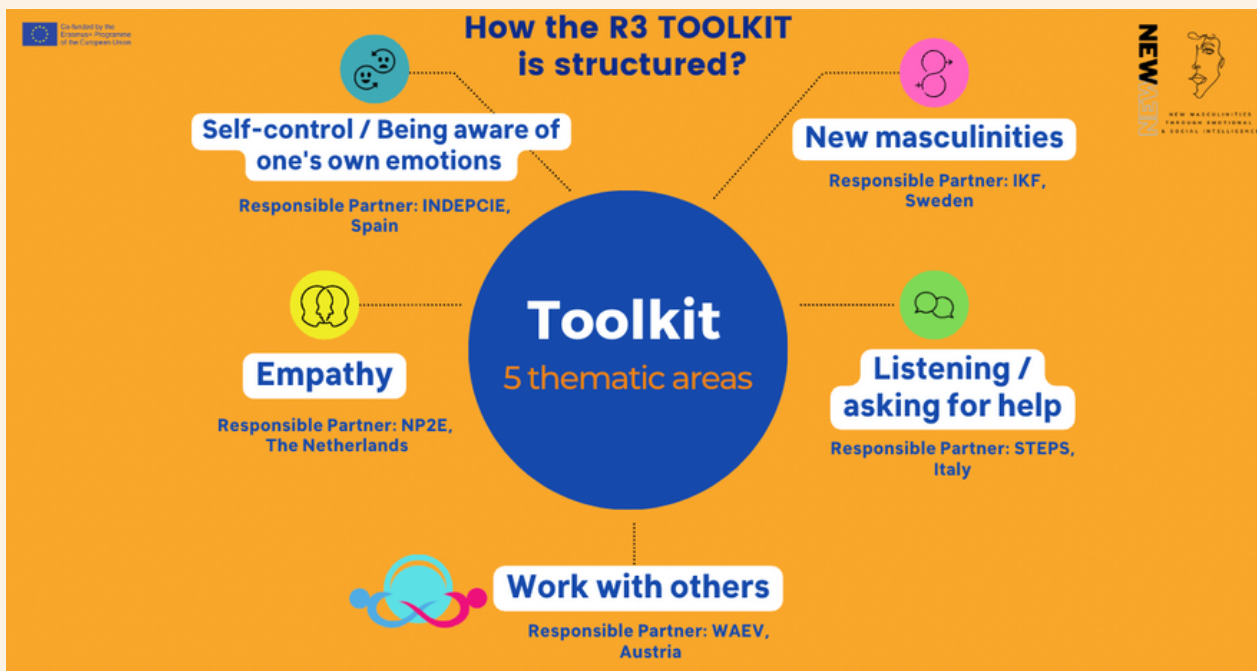 Co-funded by the
Erasmus+ Programme
of the European Union
How the R3 TOOLKIT
is structured?
NEW
MEN
NEW MASCULINITIES
THROUGH EMOTIONAL
& SOCIAL INTELLIGENCE
Self-control / Being aware of
one's own emotions
Responsible Partner: INDEPCIE,
Spain
New masculinities
Responsible Partner: IKF,
Sweden
Toolkit
5 thematic areas
Empathy
Responsible Partner: NP2E,
The Netherlands
Listening /
asking for help
Responsible Partner: STEPS,
Italy
Work with others
Responsible Partner: WAEV,
Austria